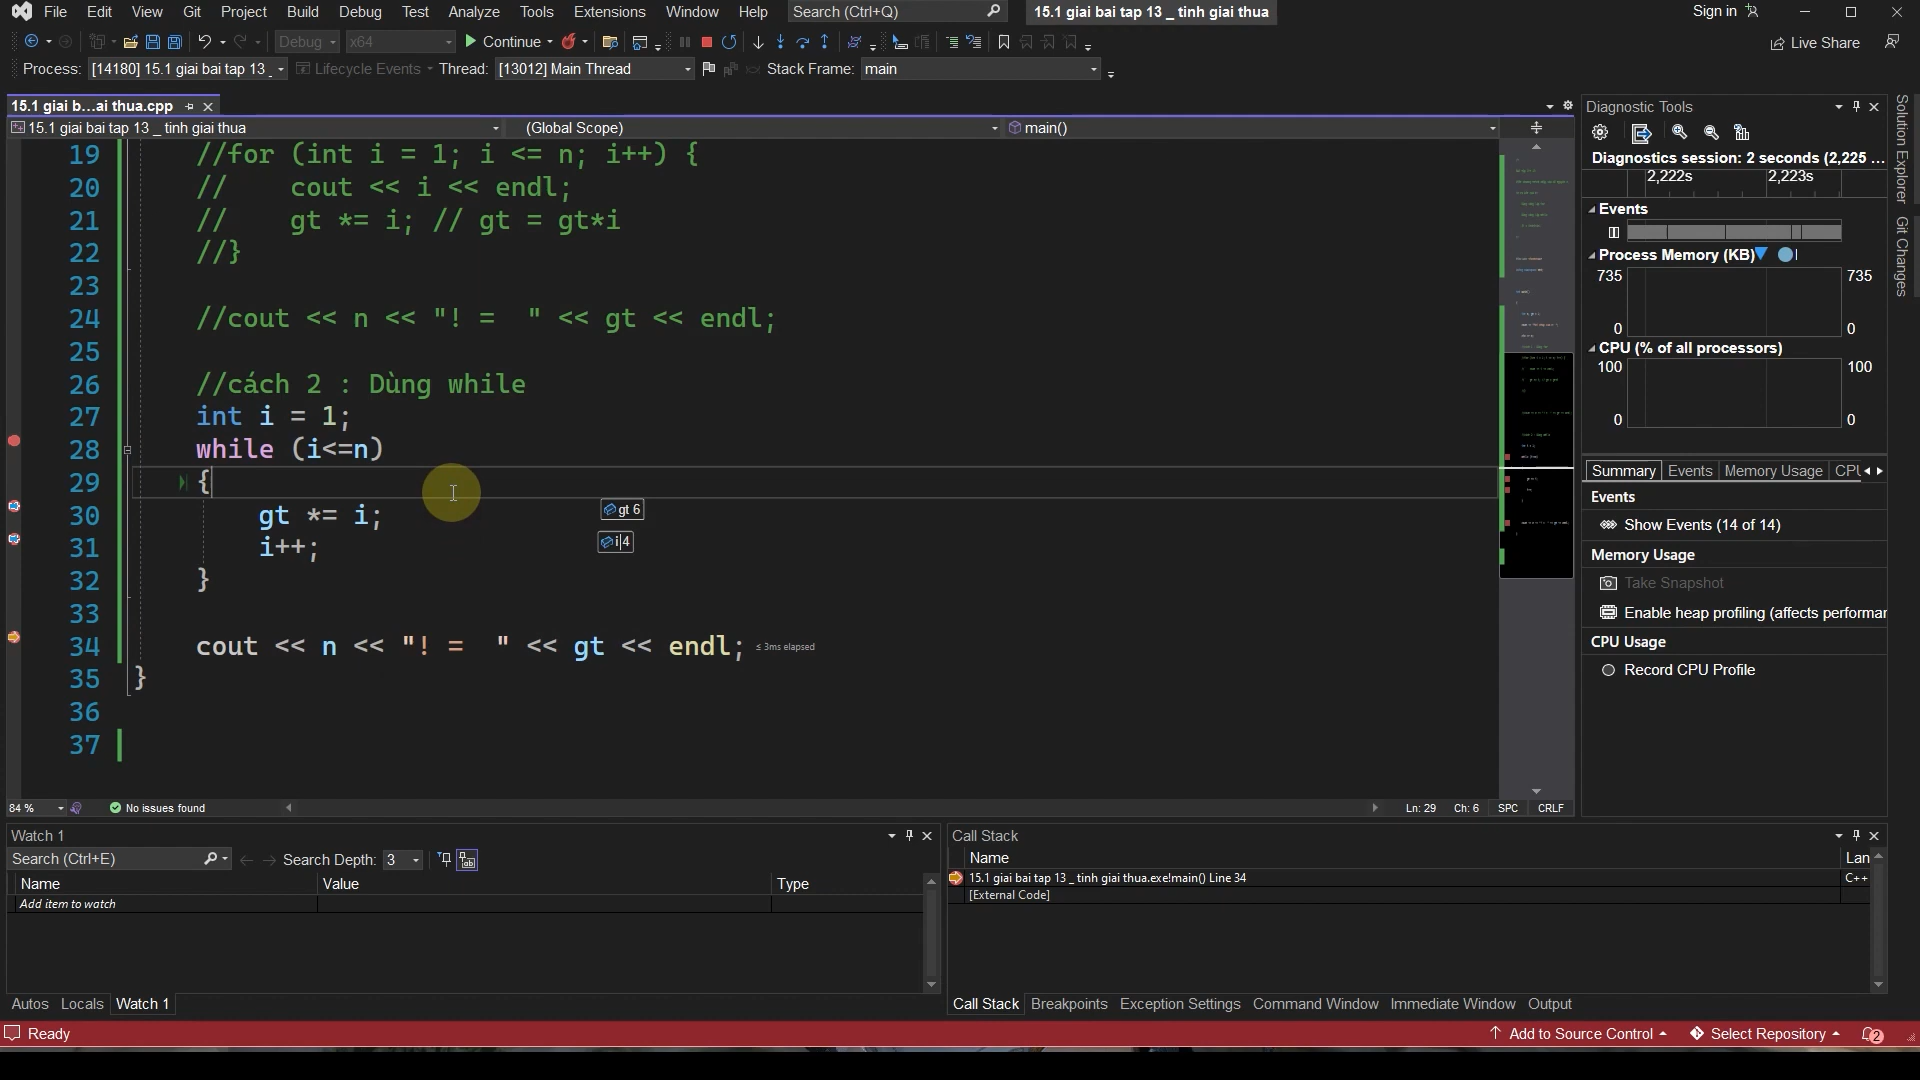 File Edit View Git Project Build Debug Test Analyze Tools Extensions Window Help Search (Ctrl+Q) 15.1 giai bai tap 13 _ tinh giai thua Sign in
Debug x64 Continue Live Share
Process: [14180] 15.1 giai bai tap 13 _ Lifecycle Events Thread: [13012] Main Thread Stack Frame: main
15.1 giai b...ai thua.cpp
15.1 giai bai tap 13 _ tinh giai thua (Global Scope) main()
19 //for (int i = 1; i <= n; i++) {
20 // cout << i << endl;
21 // gt *= i; // gt = gt*i
22 //}
23
24 //cout << n << "! =  " << gt << endl;
25
26 //cách 2 : Dùng while
27 int i = 1;
28 while (i<=n)
29 {
30 gt *= i; gt 6
31 i++; i 4
32 }
33
34 cout << n << "! =  " << gt << endl; ≤ 3ms elapsed
35 }
36
37
84 % No issues found Ln: 29 Ch: 6 SPC CRLF
Diagnostic Tools
Diagnostics session: 2 seconds (2,225 ...
2,222s 2,223s
Events
Process Memory (KB)
735 735
0 0
CPU (% of all processors)
100 100
0 0
Summary Events Memory Usage CPU
Events
Show Events (14 of 14)
Memory Usage
Take Snapshot
Enable heap profiling (affects performan
CPU Usage
Record CPU Profile
Solution Explorer
Git Changes
Watch 1
Search (Ctrl+E) Search Depth: 3
Name Value Type
Add item to watch
Autos Locals Watch 1
Call Stack
Name Lan
15.1 giai bai tap 13 _ tinh giai thua.exe!main() Line 34 C++
[External Code]
Call Stack Breakpoints Exception Settings Command Window Immediate Window Output
Ready Add to Source Control Select Repository 2